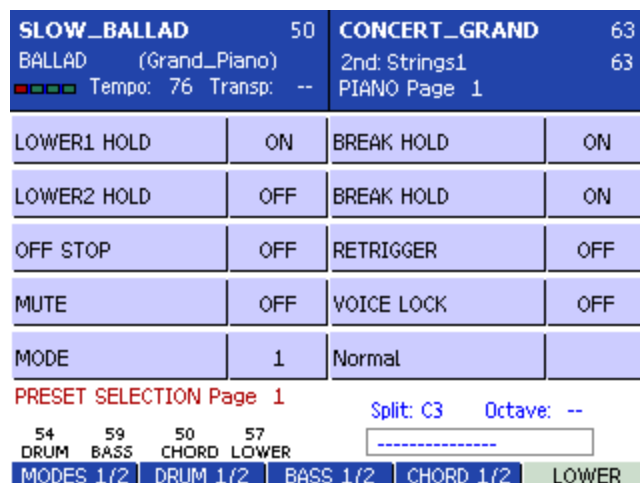 SLOW_BALLAD 50 CONCERT_GRAND 63
BALLAD (Grand_Piano) 2nd: Strings1 63
Tempo: 76 Transp: -- PIANO Page 1
LOWER1 HOLD ON BREAK HOLD ON
LOWER2 HOLD OFF BREAK HOLD ON
OFF STOP OFF RETRIGGER OFF
MUTE OFF VOICE LOCK OFF
MODE 1 Normal
PRESET SELECTION Page 1
Split: C3 Octave: --
54 59 50 57
DRUM BASS CHORD LOWER
---------------
MODES 1/2 DRUM 1/2 BASS 1/2 CHORD 1/2 LOWER